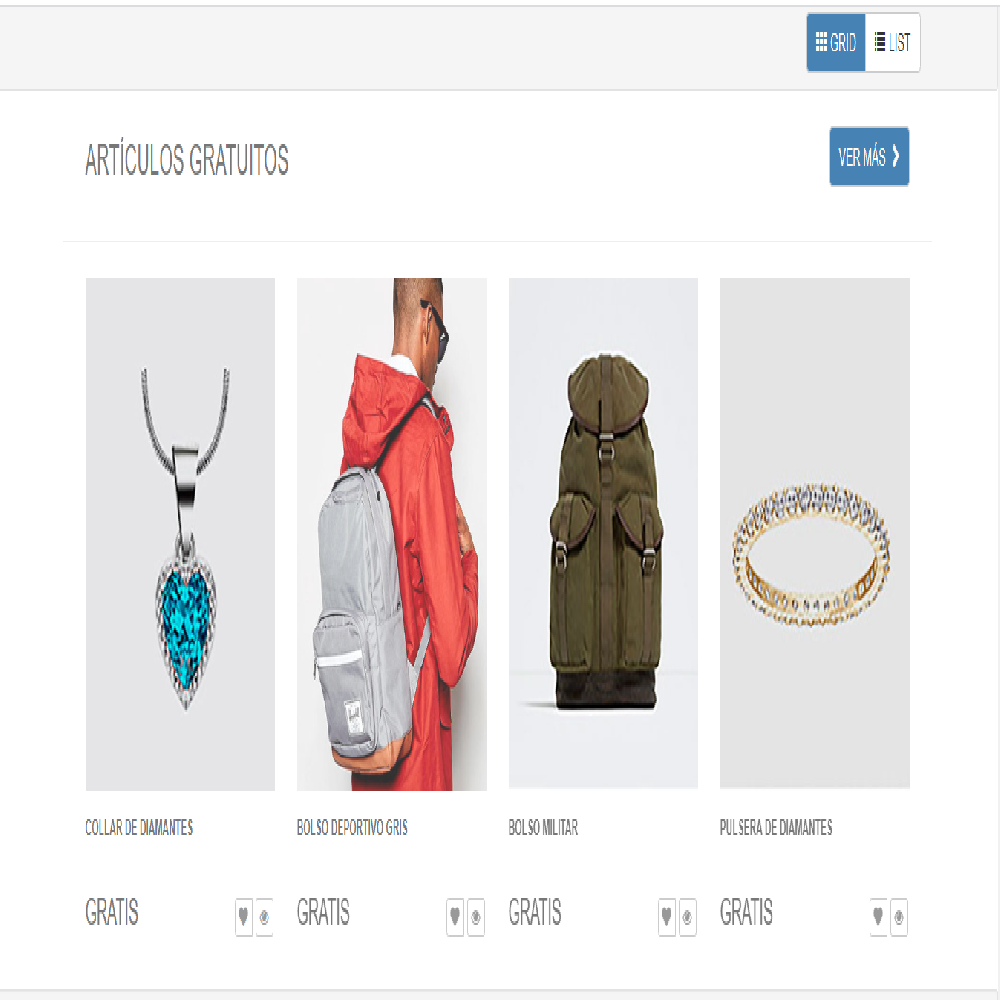 GRID LIST
ARTÍCULOS GRATUITOS
VER MÁS
COLLAR DE DIAMANTES
BOLSO DEPORTIVO GRIS
BOLSO MILITAR
PULSERA DE DIAMANTES
GRATIS
GRATIS
GRATIS
GRATIS